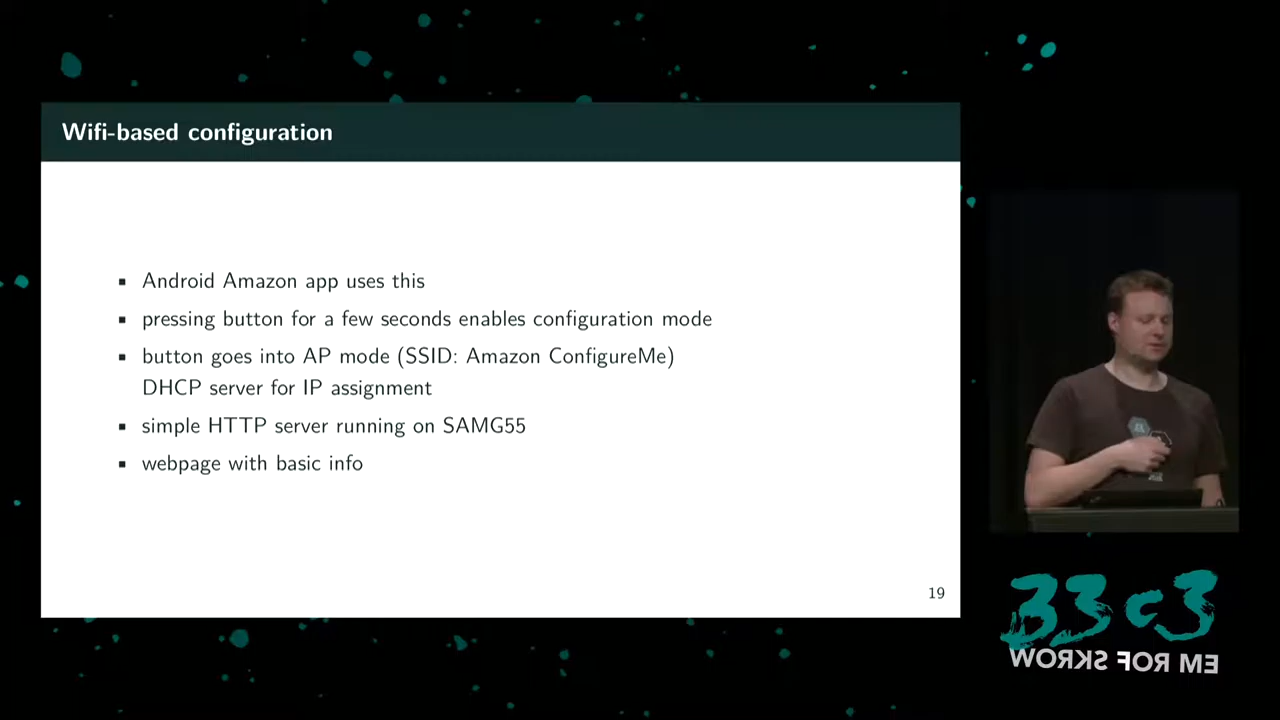 Wifi-based configuration
Android Amazon app uses this
pressing button for a few seconds enables configuration mode
button goes into AP mode (SSID: Amazon ConfigureMe)
DHCP server for IP assignment
simple HTTP server running on SAMG55
webpage with basic info
19
33c3
WORKS FOR ME